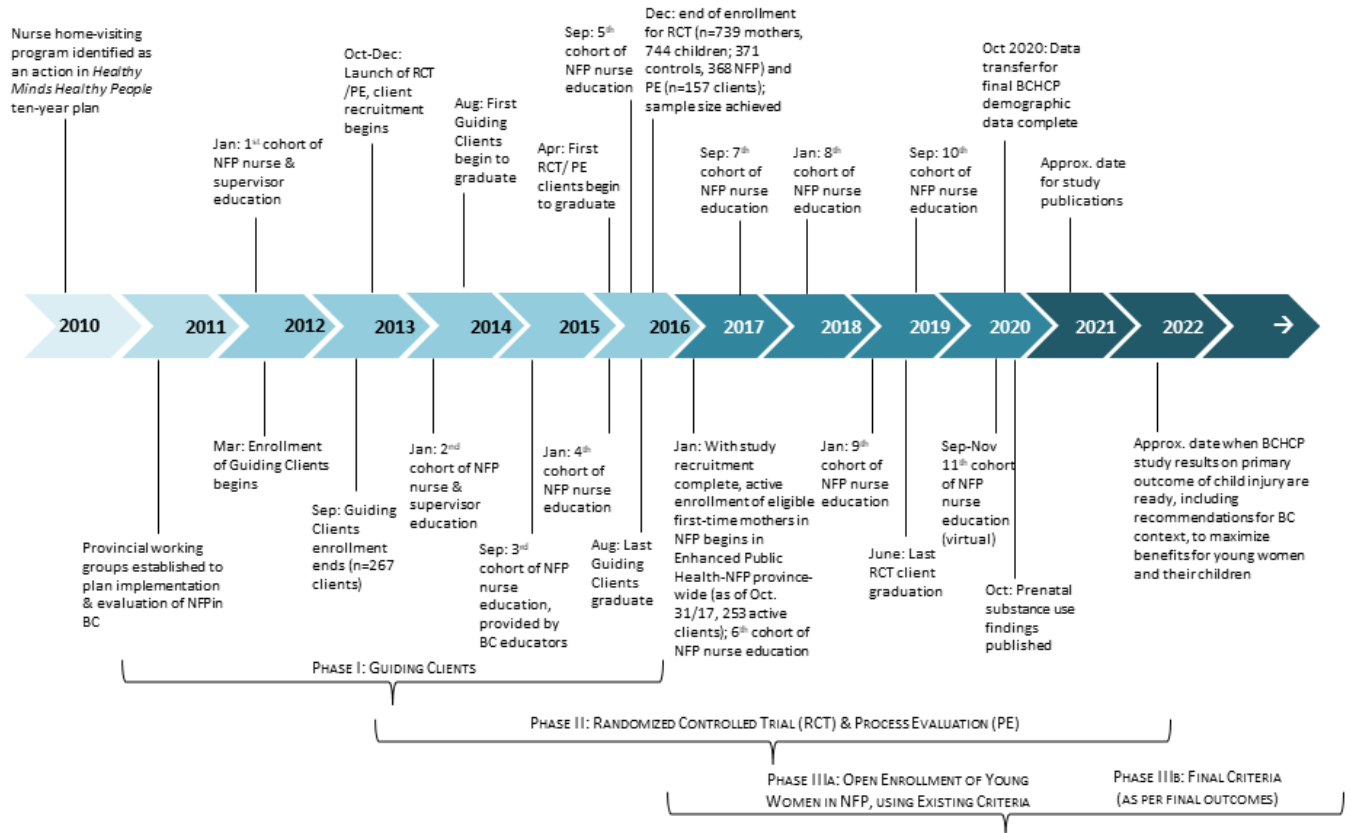 Nurse home-visiting
program identified as
an action in Healthy
Minds Healthy People
ten-year plan
Jan: 1st cohort of
NFP nurse &
supervisor
education
Oct-Dec:
Launch of RCT
/PE, client
recruitment
begins
Aug: First
Guiding
Clients
begin to
graduate
Apr: First
RCT/ PE
clients begin
to graduate
Sep: 5th
cohort of
NFP nurse
education
Dec: end of enrollment
for RCT (n=739 mothers,
744 children; 371
controls, 368 NFP) and
PE (n=157 clients);
sample size achieved
Sep: 7th
cohort of
NFP nurse
education
Jan: 8th
cohort of
NFP nurse
education
Sep: 10th
cohort of
NFP nurse
education
Oct 2020: Data
transfer for
final BCHCP
demographic
data complete
Approx. date
for study
publications
2010 2011 2012 2013 2014 2015 2016 2017 2018 2019 2020 2021 2022 →
Provincial working
groups established to
plan implementation
& evaluation of NFPin
BC
Mar: Enrollment
of Guiding Clients
begins
Sep: Guiding
Clients
enrollment
ends (n=267
clients)
Jan: 2nd
cohort of NFP
nurse &
supervisor
education
Sep: 3rd
cohort of NFP
nurse
education,
provided by
BC educators
Jan: 4th
cohort of NFP
nurse
education
Aug: Last
Guiding
Clients
graduate
Jan: With study
recruitment
complete, active
enrollment of eligible
first-time mothers in
NFP begins in
Enhanced Public
Health-NFP province-
wide (as of Oct.
31/17, 253 active
clients); 6th cohort of
NFP nurse education
Jan: 9th
cohort of
NFP nurse
education
June: Last
RCT client
graduation
Sep-Nov
11th cohort
of NFP
nurse
education
(virtual)
Oct: Prenatal
substance use
findings
published
Approx. date when BCHCP
study results on primary
outcome of child injury are
ready, including
recommendations for BC
context, to maximize
benefits for young women
and their children
PHASE I: GUIDING CLIENTS
PHASE II: RANDOMIZED CONTROLLED TRIAL (RCT) & PROCESS EVALUATION (PE)
PHASE IIIA: OPEN ENROLLMENT OF YOUNG
WOMEN IN NFP, USING EXISTING CRITERIA
PHASE IIIB: FINAL CRITERIA
(AS PER FINAL OUTCOMES)